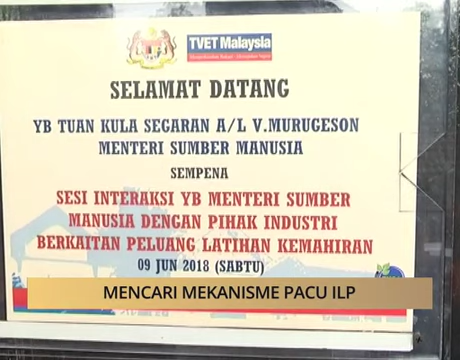 TVET Malaysia
SELAMAT DATANG
YB TUAN KULA SEGARAN A/L V.MURUGESON
MENTERI SUMBER MANUSIA
SEMPENA
SESI INTERAKSI YB MENTERI SUMBER
MANUSIA DENGAN PIHAK INDUSTRI
BERKAITAN PELUANG LATIHAN KEMAHIRAN
09 JUN 2018 (SABTU)
MENCARI MEKANISME PACU ILP